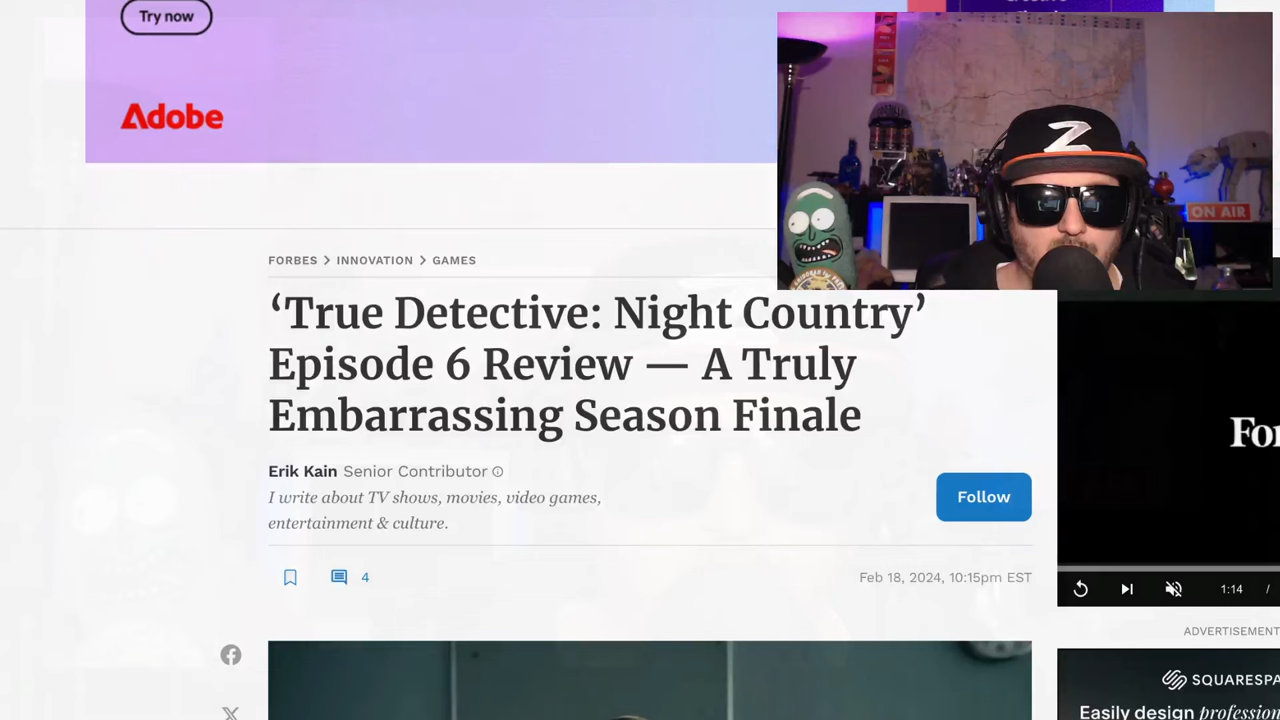 Try now
Adobe
Z
ON AIR
FORBES > INNOVATION > GAMES
‘True Detective: Night Country’
Episode 6 Review — A Truly
Embarrassing Season Finale
Erik Kain Senior Contributor
I write about TV shows, movies, video games,
entertainment & culture.
Follow
4
Feb 18, 2024, 10:15pm EST
For
1:14 /
ADVERTISEMENT
SQUARESPA
Easily design profession